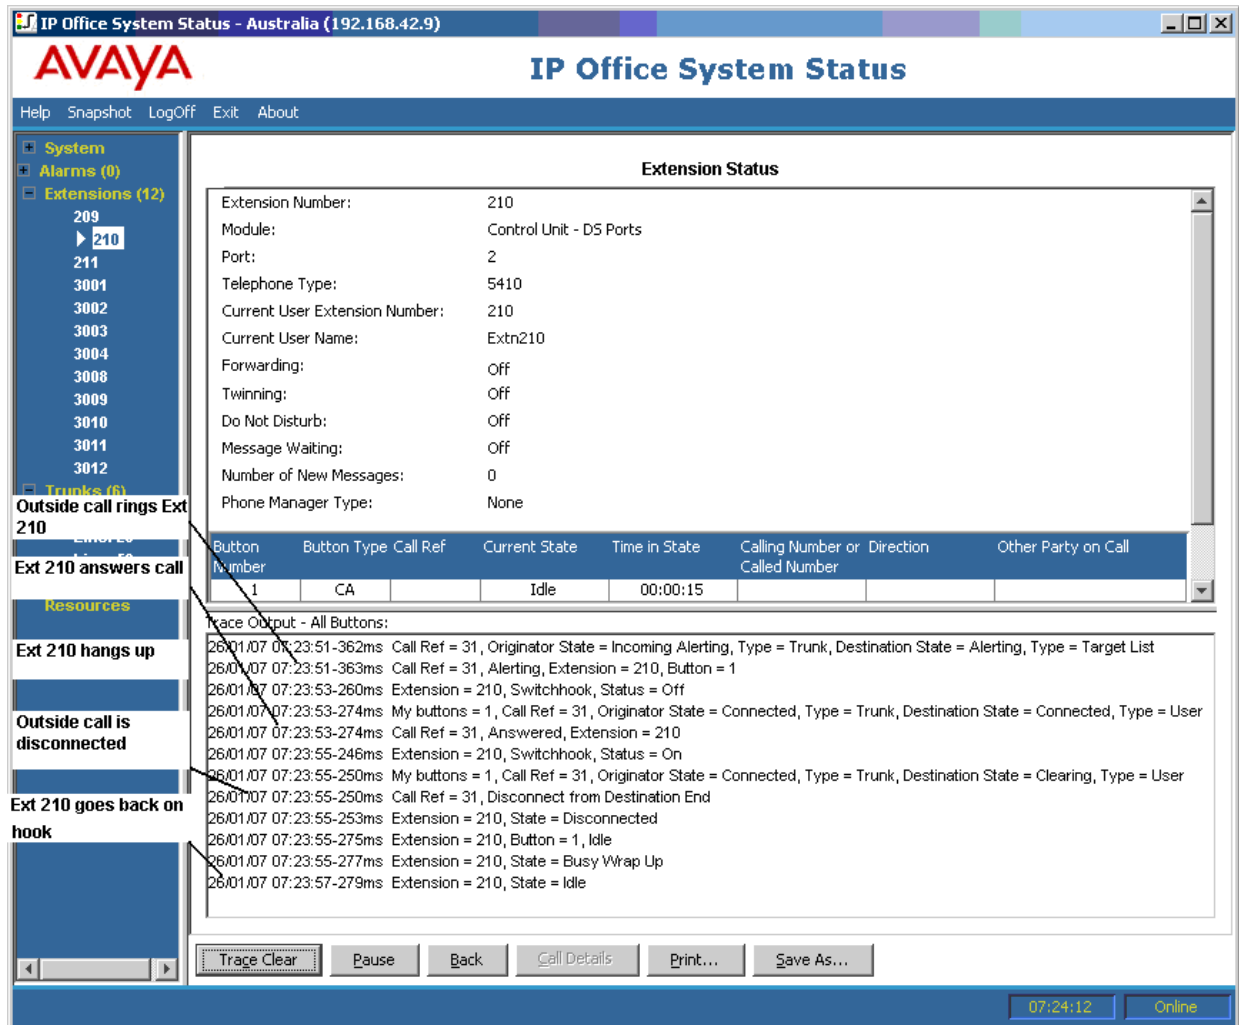 IP Office System Status - Australia (192.168.42.9)
AVAYA
IP Office System Status
Help Snapshot LogOff Exit About
System
Alarms (0)
Extensions (12)
209
210
211
3001
3002
3003
3004
3008
3009
3010
3011
3012
Trunks (6)
Resources
Outside call rings Ext
210
Ext 210 answers call
Ext 210 hangs up
Outside call is
disconnected
Ext 210 goes back on
hook
Extension Status
Extension Number: 210
Module: Control Unit - DS Ports
Port: 2
Telephone Type: 5410
Current User Extension Number: 210
Current User Name: Extn210
Forwarding: Off
Twinning: Off
Do Not Disturb: Off
Message Waiting: Off
Number of New Messages: 0
Phone Manager Type: None
Button Number Button Type Call Ref Current State Time in State Calling Number or Called Number Direction Other Party on Call
1 CA Idle 00:00:15
Trace Output - All Buttons:
26/01/07 07:23:51-362ms Call Ref = 31, Originator State = Incoming Alerting, Type = Trunk, Destination State = Alerting, Type = Target List
26/01/07 07:23:51-363ms Call Ref = 31, Alerting, Extension = 210, Button = 1
26/01/07 07:23:53-260ms Extension = 210, Switchhook, Status = Off
26/01/07 07:23:53-274ms My buttons = 1, Call Ref = 31, Originator State = Connected, Type = Trunk, Destination State = Connected, Type = User
26/01/07 07:23:53-274ms Call Ref = 31, Answered, Extension = 210
26/01/07 07:23:55-246ms Extension = 210, Switchhook, Status = On
26/01/07 07:23:55-250ms My buttons = 1, Call Ref = 31, Originator State = Connected, Type = Trunk, Destination State = Clearing, Type = User
26/01/07 07:23:55-250ms Call Ref = 31, Disconnect from Destination End
26/01/07 07:23:55-253ms Extension = 210, State = Disconnected
26/01/07 07:23:55-275ms Extension = 210, Button = 1, Idle
26/01/07 07:23:55-277ms Extension = 210, State = Busy Wrap Up
26/01/07 07:23:57-279ms Extension = 210, State = Idle
Trace Clear Pause Back Call Details Print... Save As...
07:24:12 Online